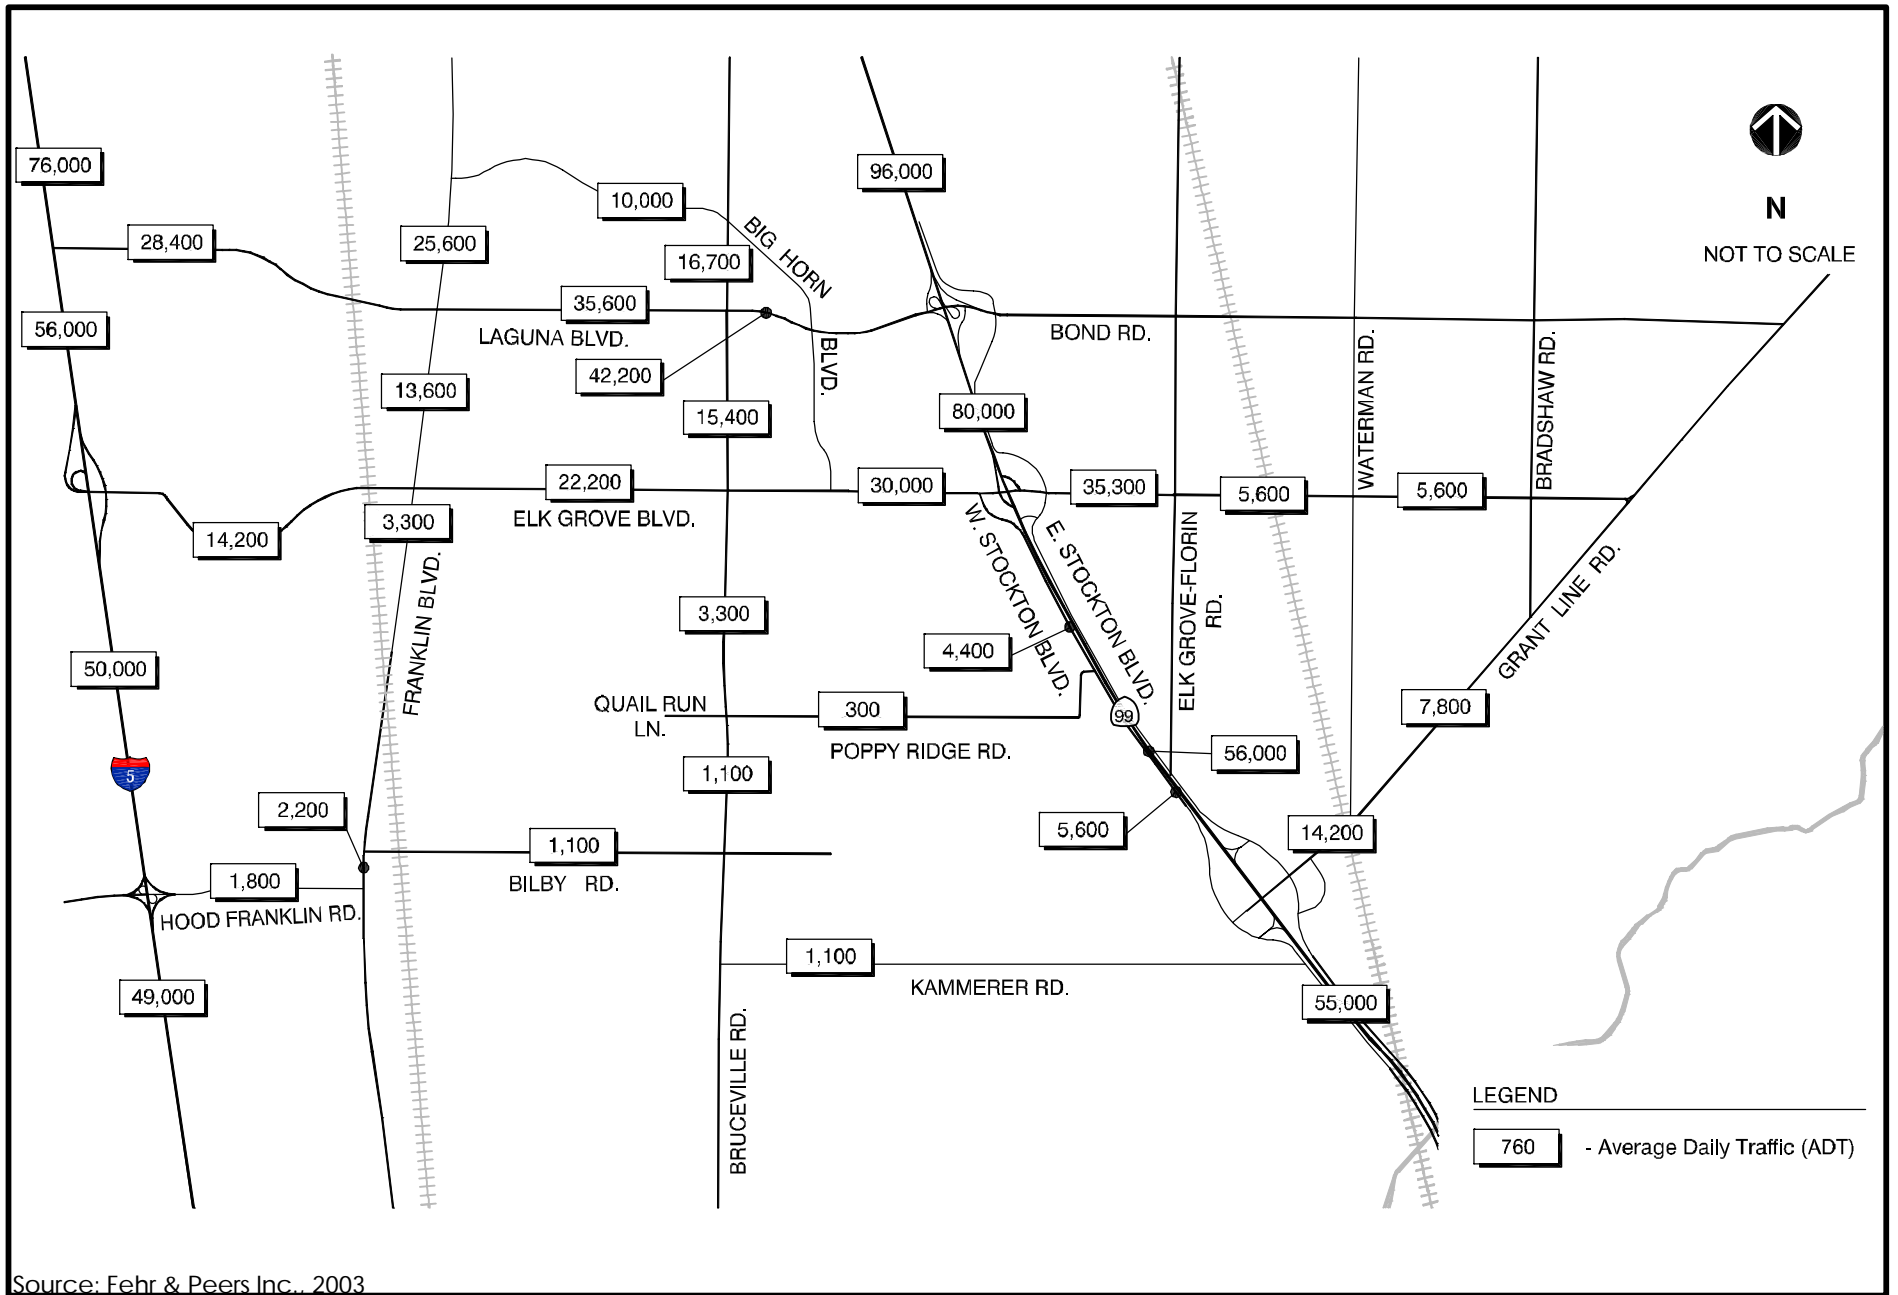 76,000
96,000
10,000
28,400
25,600
16,700
BIG HORN
BLVD.
N
NOT TO SCALE
56,000
35,600
LAGUNA BLVD.
42,200
BOND RD.
13,600
15,400
80,000
WATERMAN RD.
BRADSHAW RD.
22,200
ELK GROVE BLVD.
30,000
35,300
5,600
5,600
14,200
3,300
FRANKLIN BLVD.
W. STOCKTON BLVD.
E. STOCKTON BLVD.
ELK GROVE-FLORIN
RD.
GRANT LINE RD.
3,300
4,400
50,000
QUAIL RUN
LN.
300
POPPY RIDGE RD.
99
7,800
56,000
5
1,100
2,200
5,600
14,200
1,100
BILBY RD.
1,800
HOOD FRANKLIN RD.
1,100
KAMMERER RD.
49,000
55,000
BRUCEVILLE RD.
LEGEND
760 - Average Daily Traffic (ADT)
Source: Fehr & Peers Inc., 2003